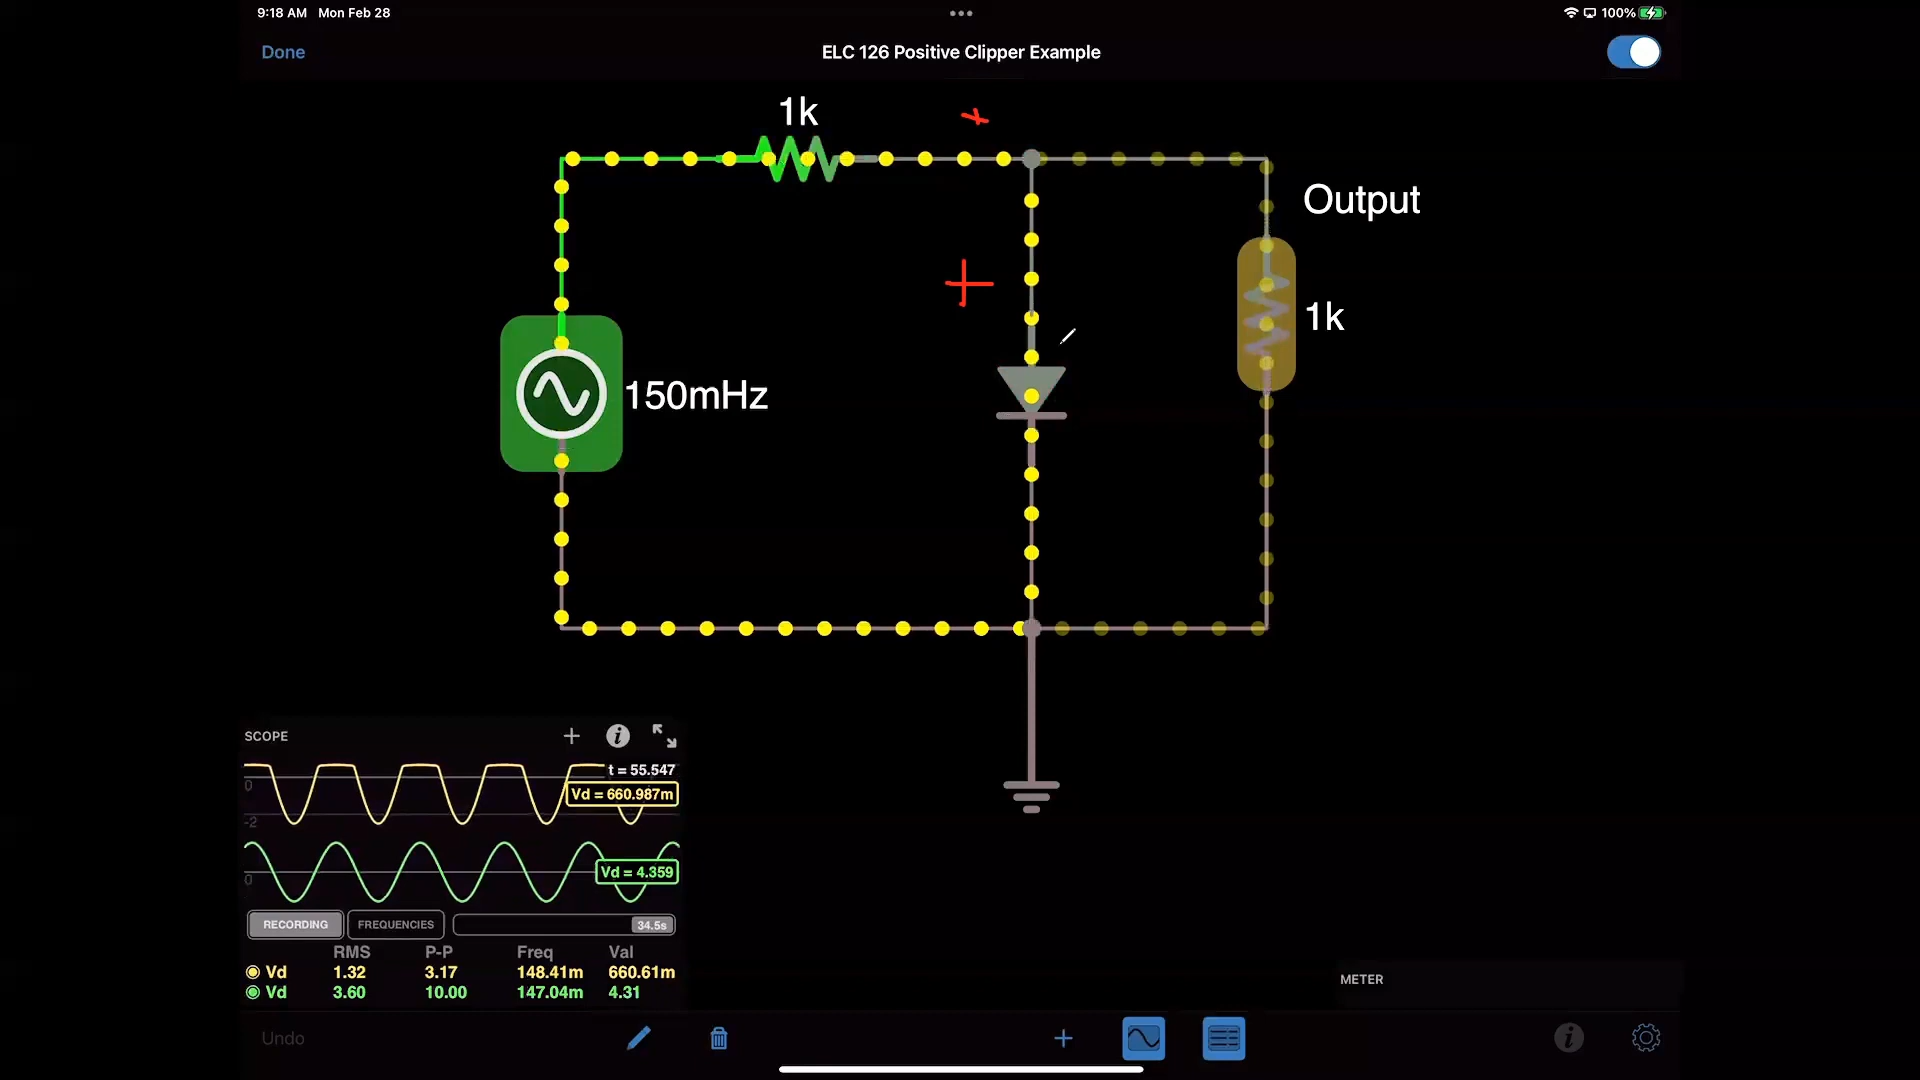 9:18 AM Mon Feb 28
100%
Done
ELC 126 Positive Clipper Example
1k
Output
1k
150mHz
SCOPE
t = 55.547
0
Vd = 660.987m
-2
Vd = 4.359
0
RECORDING FREQUENCIES 34.5s
RMS P-P Freq Val
Vd 1.32 3.17 148.41m 660.61m
Vd 3.60 10.00 147.04m 4.31
METER
Undo